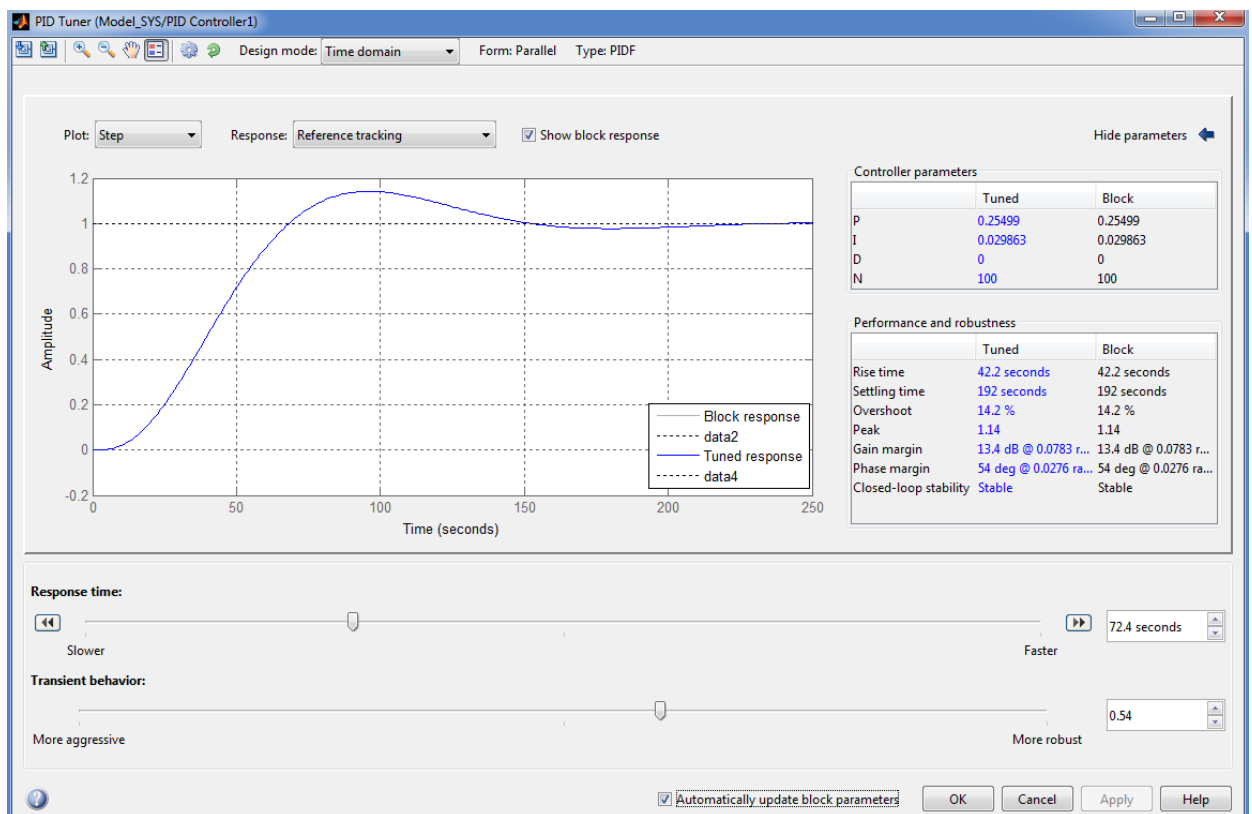 PID Tuner (Model_SYS/PID Controller1)
Design mode: Time domain Form: Parallel Type: PIDF
Plot: Step Response: Reference tracking Show block response Hide parameters
1.2
1
0.8
0.6
0.4
0.2
0
-0.2
Amplitude
0 50 100 150 200 250
Time (seconds)
Block response
data2
Tuned response
data4
Controller parameters
Tuned Block
P 0.25499 0.25499
I 0.029863 0.029863
D 0 0
N 100 100
Performance and robustness
Tuned Block
Rise time 42.2 seconds 42.2 seconds
Settling time 192 seconds 192 seconds
Overshoot 14.2 % 14.2 %
Peak 1.14 1.14
Gain margin 13.4 dB @ 0.0783 r... 13.4 dB @ 0.0783 r...
Phase margin 54 deg @ 0.0276 ra... 54 deg @ 0.0276 ra...
Closed-loop stability Stable Stable
Response time:
72.4 seconds
Slower Faster
Transient behavior:
0.54
More aggressive More robust
Automatically update block parameters OK Cancel Apply Help